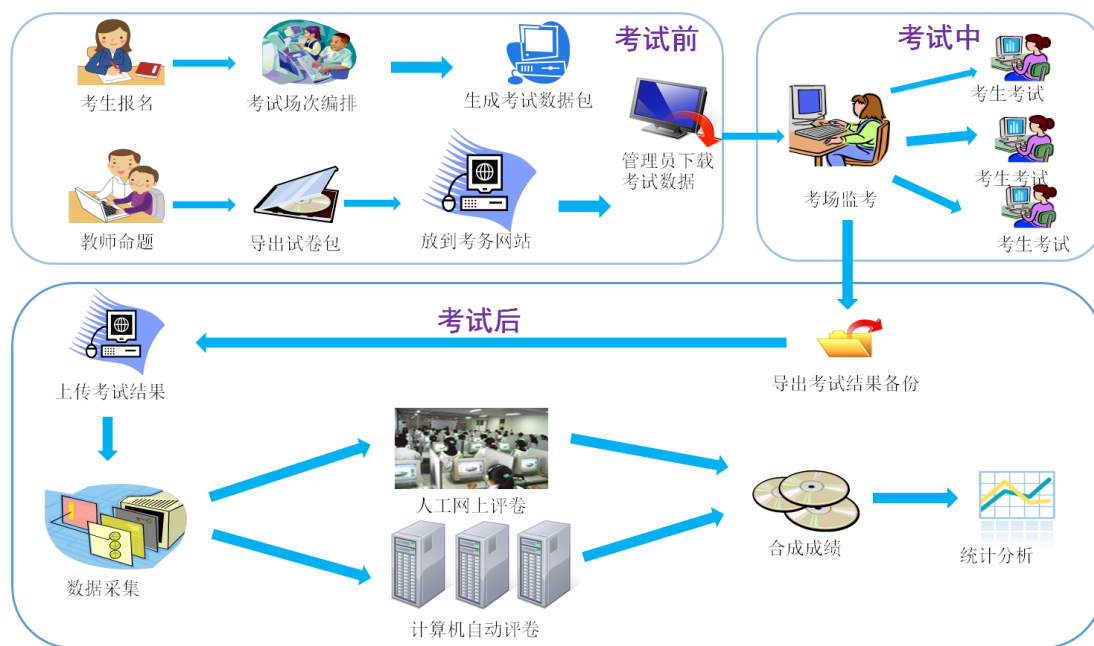 考试前
考生报名
考试场次编排
生成考试数据包
管理员下载
考试数据
教师命题
导出试卷包
放到考务网站
考试中
考生考试
考生考试
考生考试
考场监考
考试后
导出考试结果备份
上传考试结果
数据采集
人工网上评卷
计算机自动评卷
合成成绩
统计分析